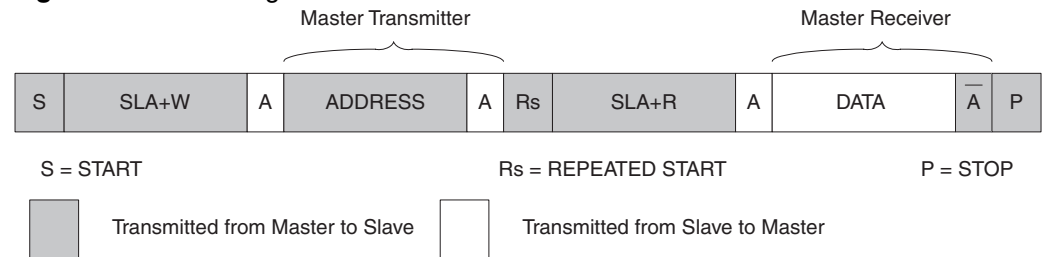 Master Transmitter Master Receiver
S SLA+W A ADDRESS A Rs SLA+R A DATA A̅ P
S = START Rs = REPEATED START P = STOP
Transmitted from Master to Slave Transmitted from Slave to Master